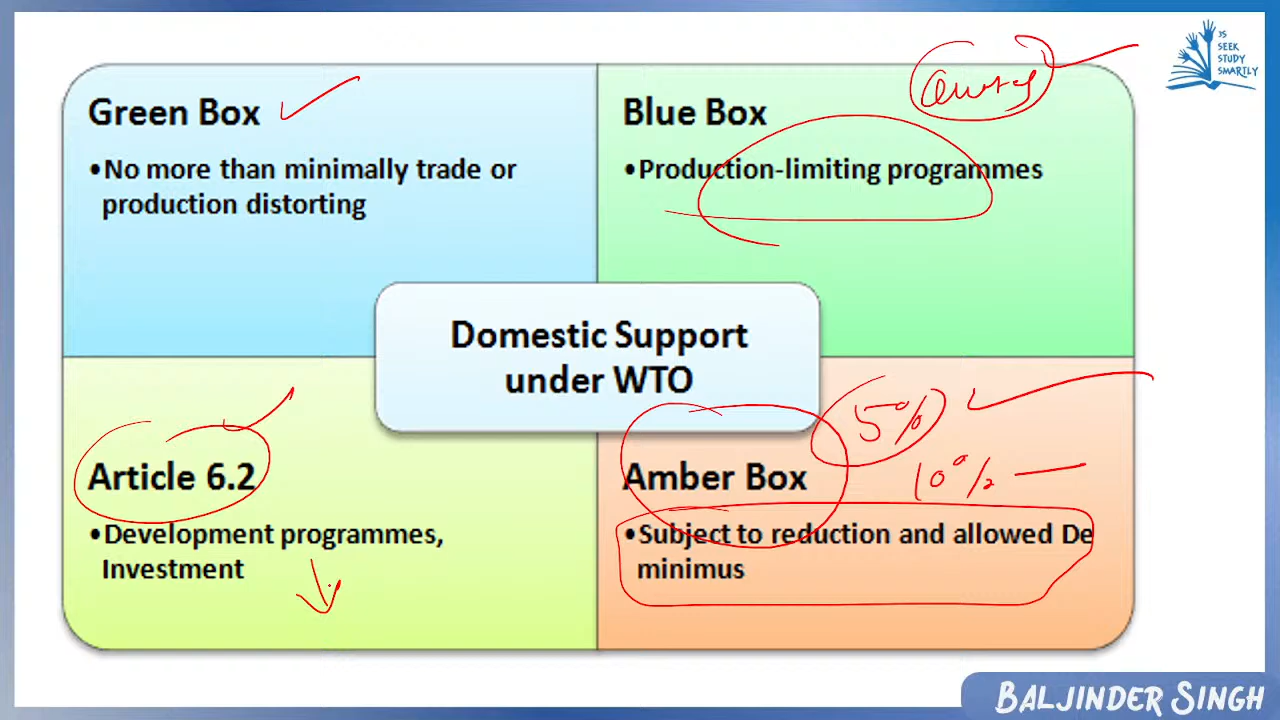 JS
SEEK
STUDY
SMARTLY
Green Box
•No more than minimally trade or
production distorting
Blue Box
•Production-limiting programmes
Domestic Support
under WTO
Article 6.2
•Development programmes,
Investment
5%
10%
Amber Box
•Subject to reduction and allowed De
minimus
BALJINDER SINGH